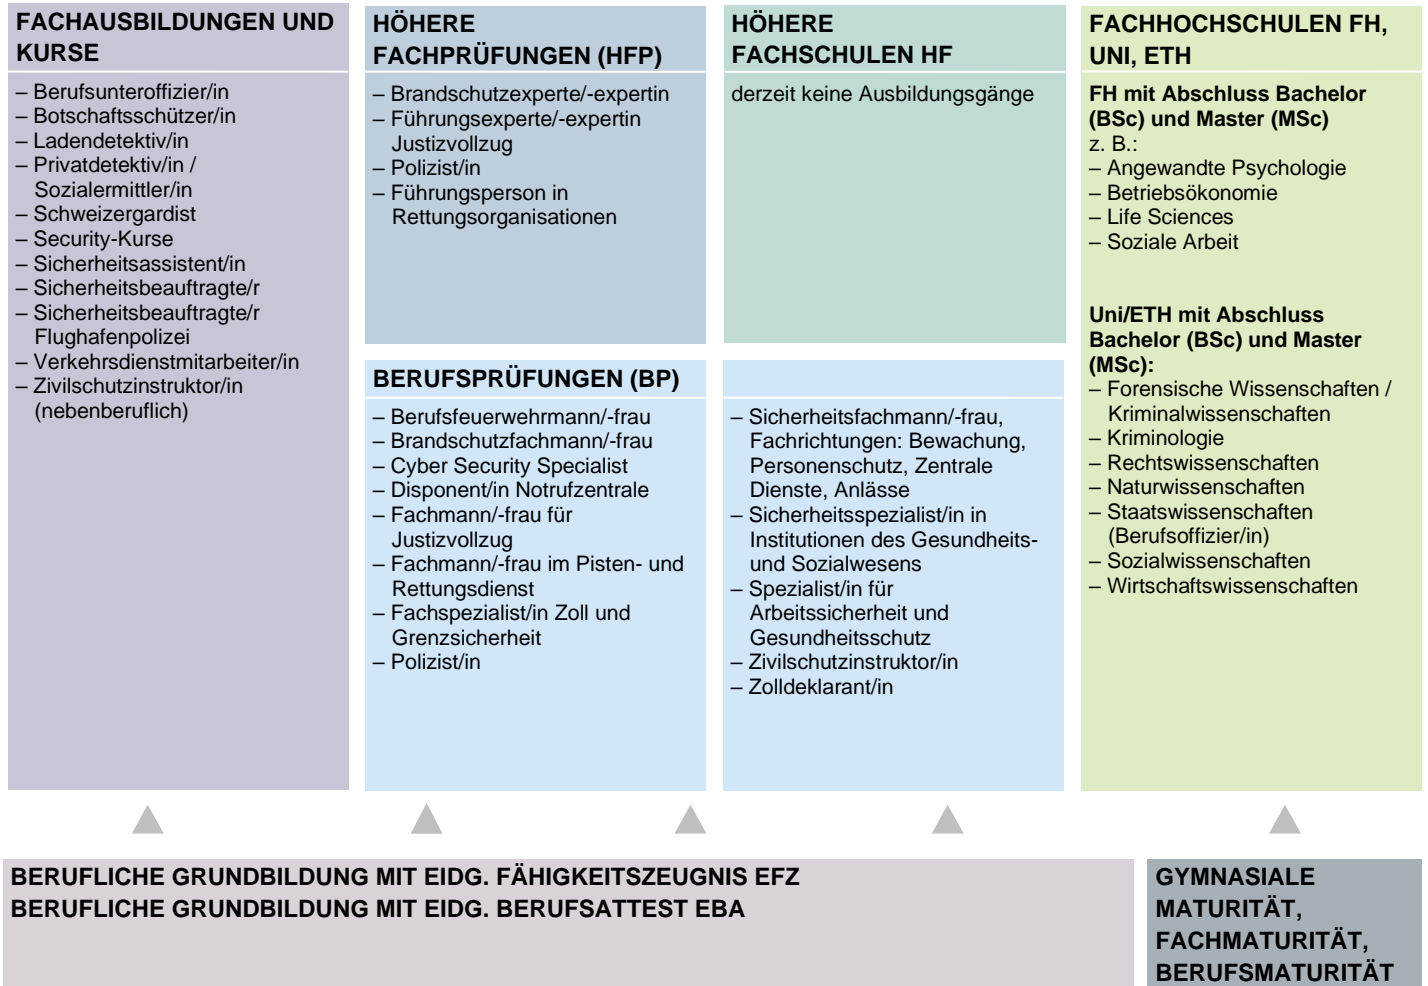 FACHAUSBILDUNGEN UND
KURSE
– Berufsunteroffizier/in
– Botschaftsschützer/in
– Ladendetektiv/in
– Privatdetektiv/in /
Sozialermittler/in
– Schweizergardist
– Security-Kurse
– Sicherheitsassistent/in
– Sicherheitsbeauftragte/r
– Sicherheitsbeauftragte/r
Flughafenpolizei
– Verkehrsdienstmitarbeiter/in
– Zivilschutzinstruktor/in
(nebenberuflich)
HÖHERE
FACHPRÜFUNGEN (HFP)
– Brandschutzexperte/-expertin
– Führungsexperte/-expertin
Justizvollzug
– Polizist/in
– Führungsperson in
Rettungsorganisationen
HÖHERE
FACHSCHULEN HF
derzeit keine Ausbildungsgänge
BERUFSPRÜFUNGEN (BP)
– Berufsfeuerwehrmann/-frau
– Brandschutzfachmann/-frau
– Cyber Security Specialist
– Disponent/in Notrufzentrale
– Fachmann/-frau für
Justizvollzug
– Fachmann/-frau im Pisten- und
Rettungsdienst
– Fachspezialist/in Zoll und
Grenzsicherheit
– Polizist/in
– Sicherheitsfachmann/-frau,
Fachrichtungen: Bewachung,
Personenschutz, Zentrale
Dienste, Anlässe
– Sicherheitsspezialist/in in
Institutionen des Gesundheits-
und Sozialwesens
– Spezialist/in für
Arbeitssicherheit und
Gesundheitsschutz
– Zivilschutzinstruktor/in
– Zolldeklarant/in
FACHHOCHSCHULEN FH,
UNI, ETH
FH mit Abschluss Bachelor
(BSc) und Master (MSc)
z. B.:
– Angewandte Psychologie
– Betriebsökonomie
– Life Sciences
– Soziale Arbeit
Uni/ETH mit Abschluss
Bachelor (BSc) und Master
(MSc):
– Forensische Wissenschaften /
Kriminalwissenschaften
– Kriminologie
– Rechtswissenschaften
– Naturwissenschaften
– Staatswissenschaften
(Berufsoffizier/in)
– Sozialwissenschaften
– Wirtschaftswissenschaften
BERUFLICHE GRUNDBILDUNG MIT EIDG. FÄHIGKEITSZEUGNIS EFZ
BERUFLICHE GRUNDBILDUNG MIT EIDG. BERUFSATTEST EBA
GYMNASIALE
MATURITÄT,
FACHMATURITÄT,
BERUFSMATURITÄT